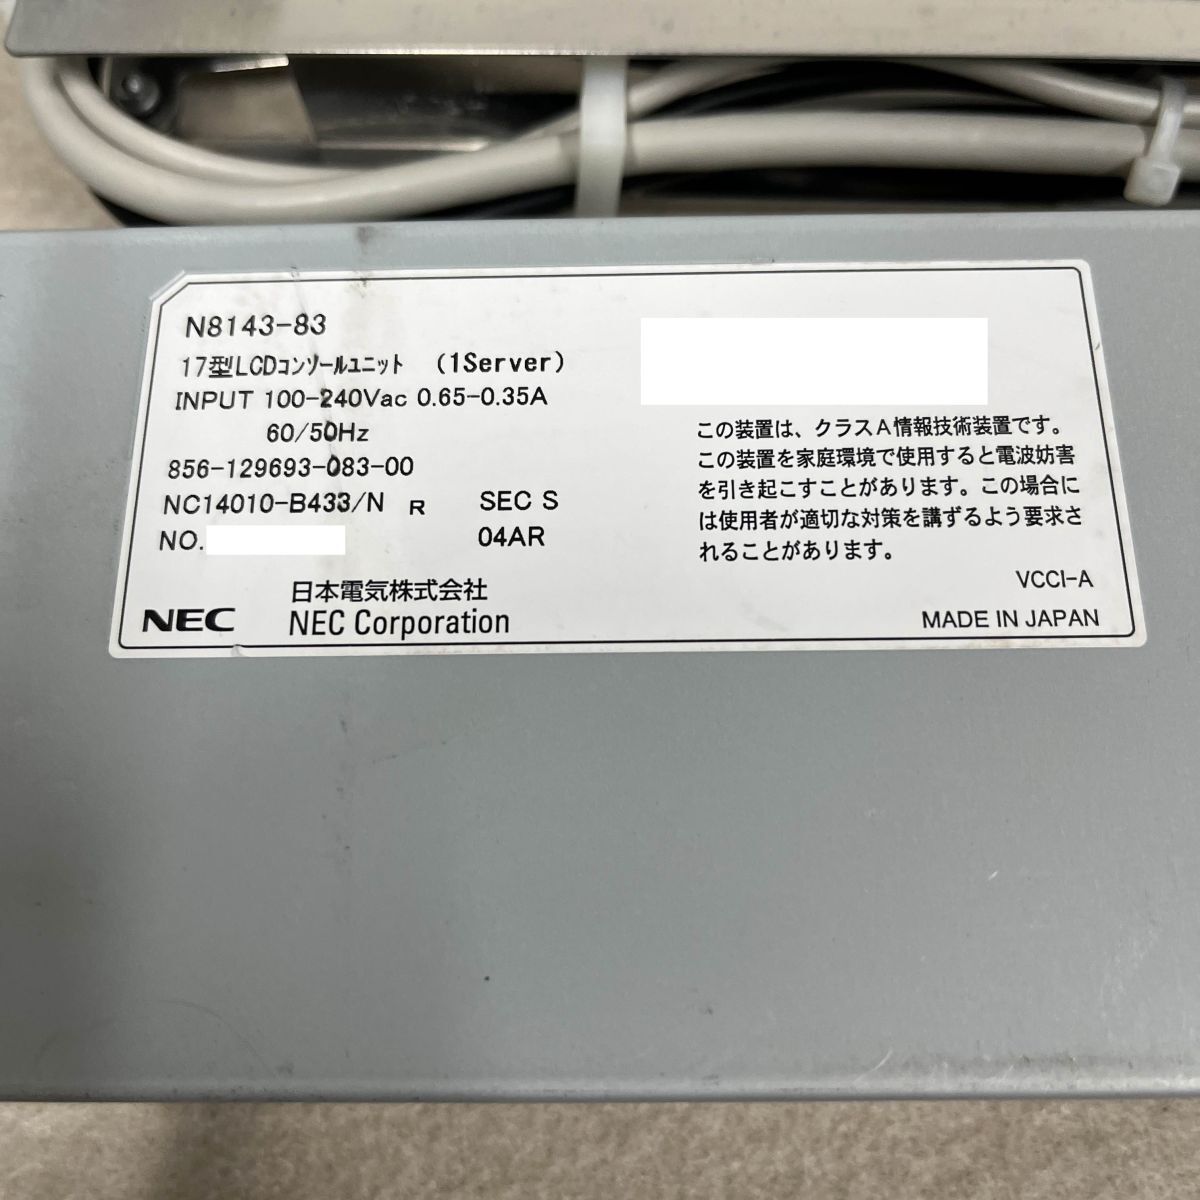 N8143-83
17型LCDコンソールユニット (1Server)
INPUT 100-240Vac 0.65-0.35A
60/50Hz
856-129693-083-00
NC14010-B433/N R SEC S
NO. 04AR
日本電気株式会社
NEC NEC Corporation
この装置は、クラスA情報技術装置です。
この装置を家庭環境で使用すると電波妨害
を引き起こすことがあります。この場合に
は使用者が適切な対策を講ずるよう要求さ
れることがあります。
VCCI-A
MADE IN JAPAN